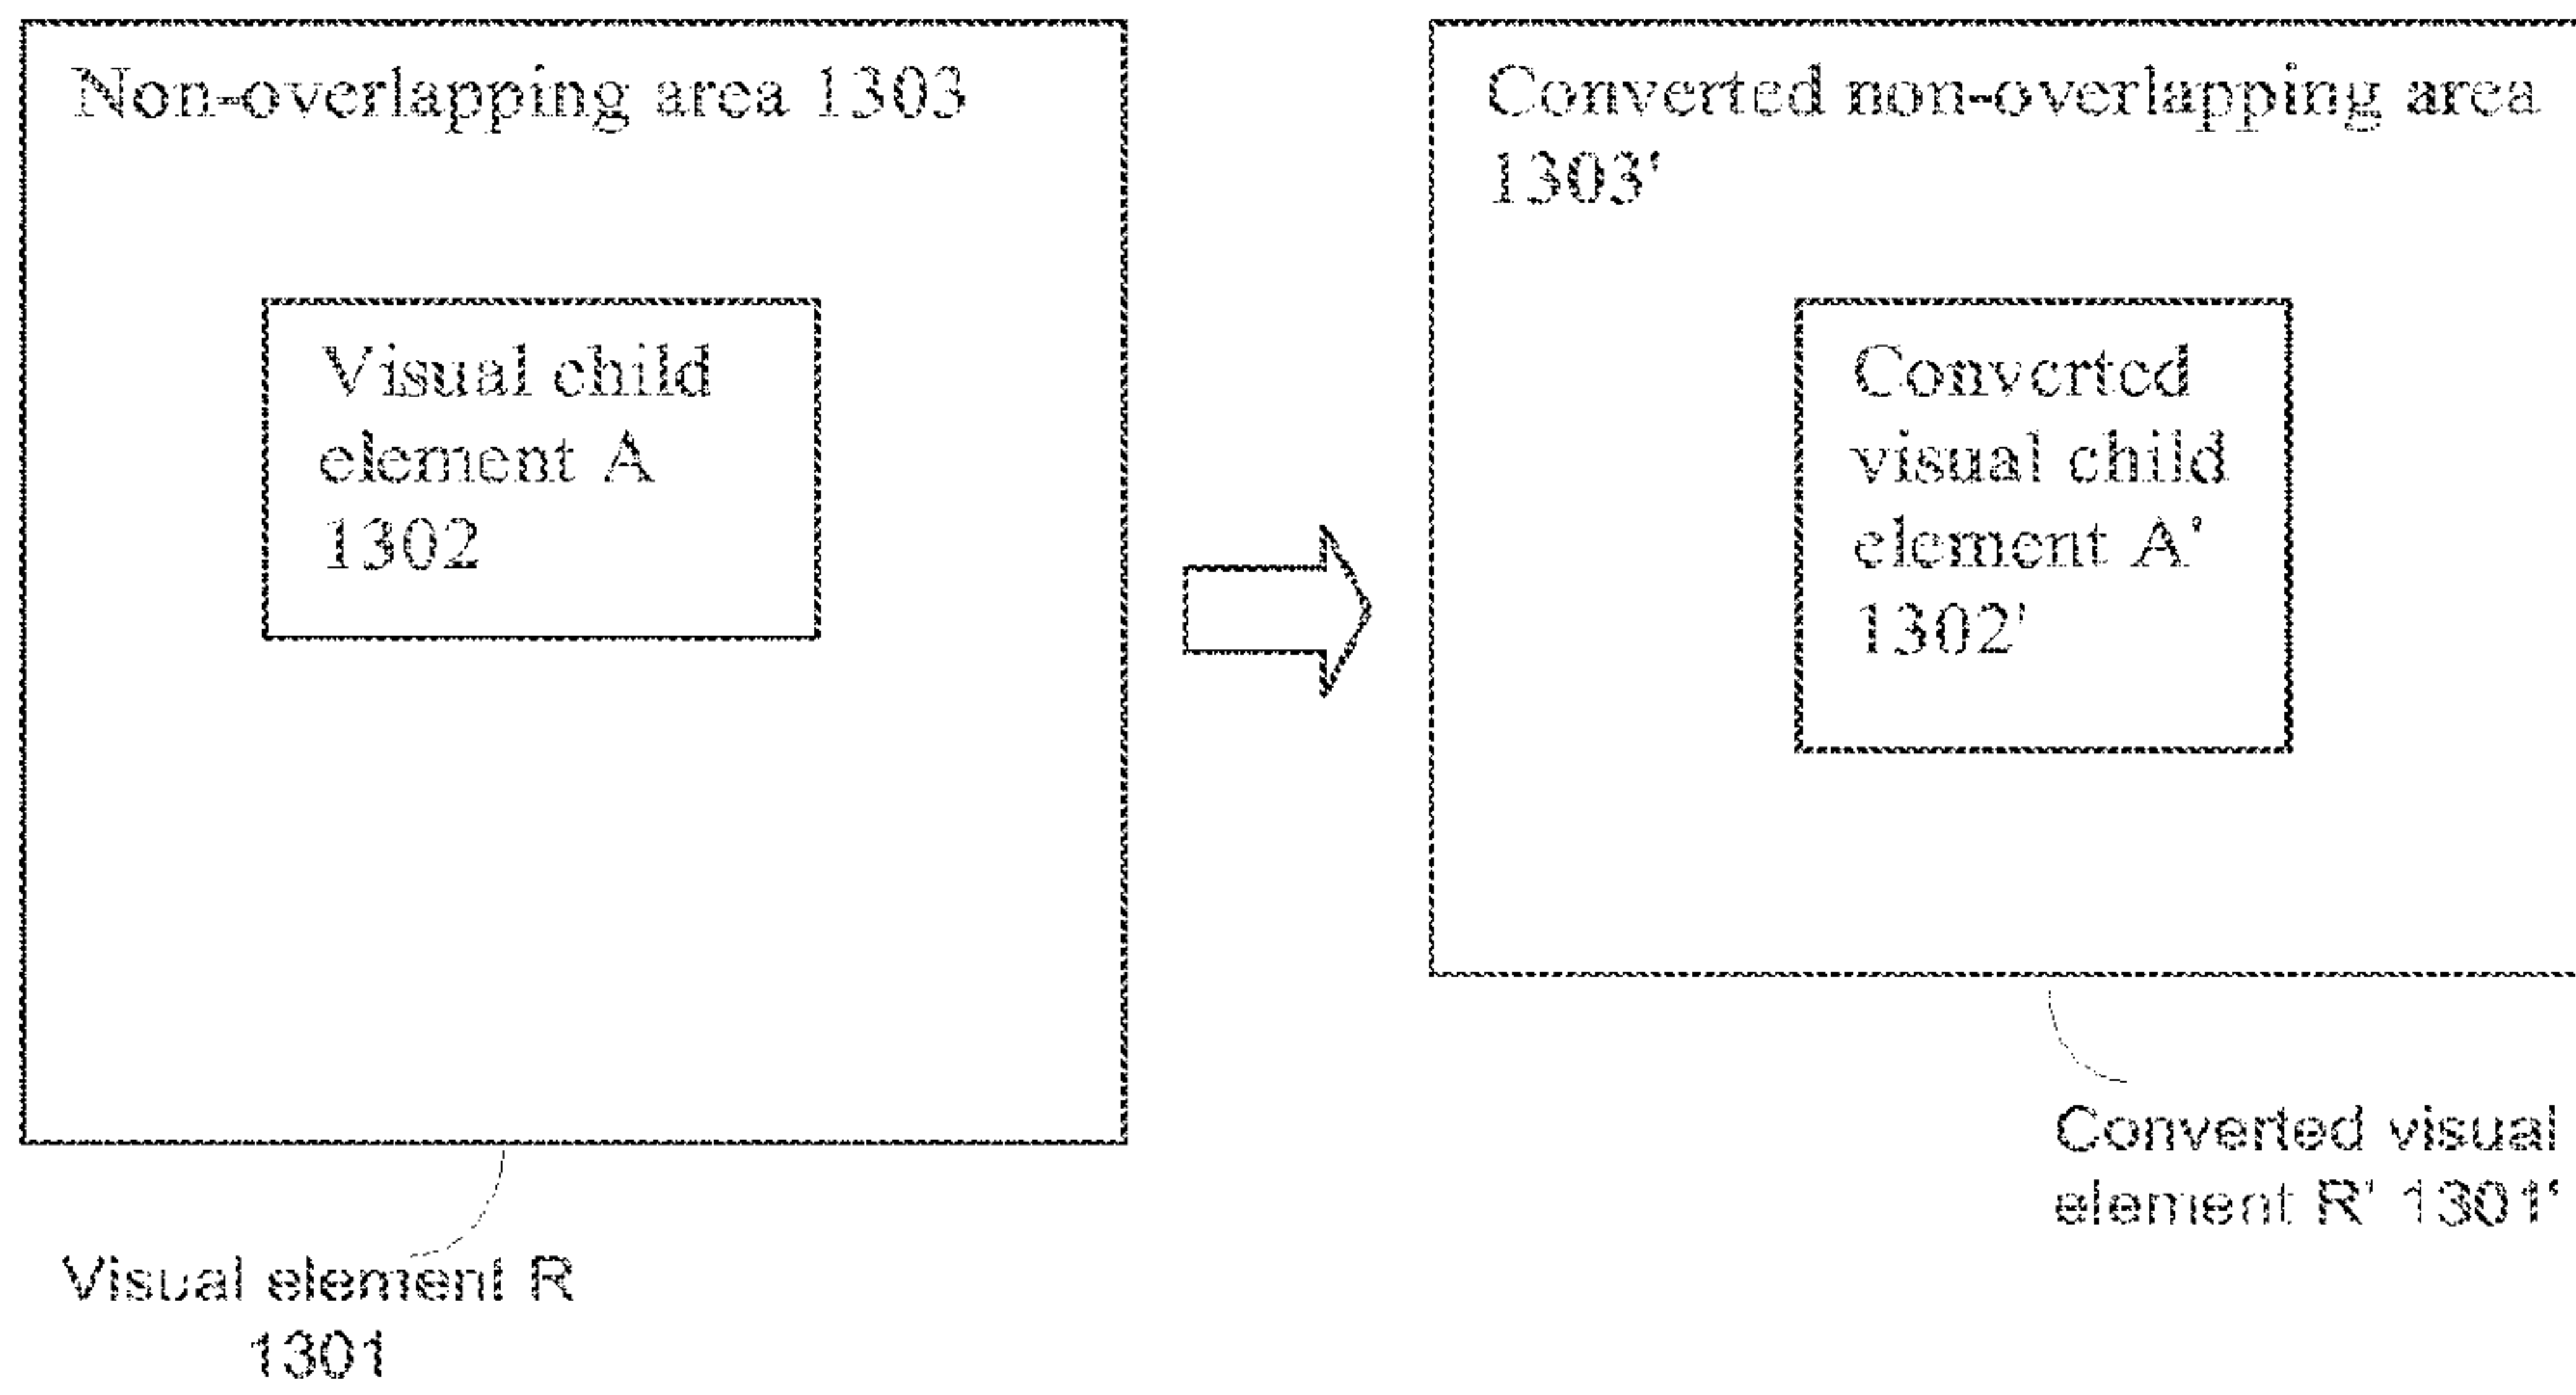 Non-overlapping area 1303
Visual child
element A
1302
Visual element R
1301
Converted non-overlapping area
1303'
Converted
visual child
element A'
1302'
Converted visual
element R' 1301'